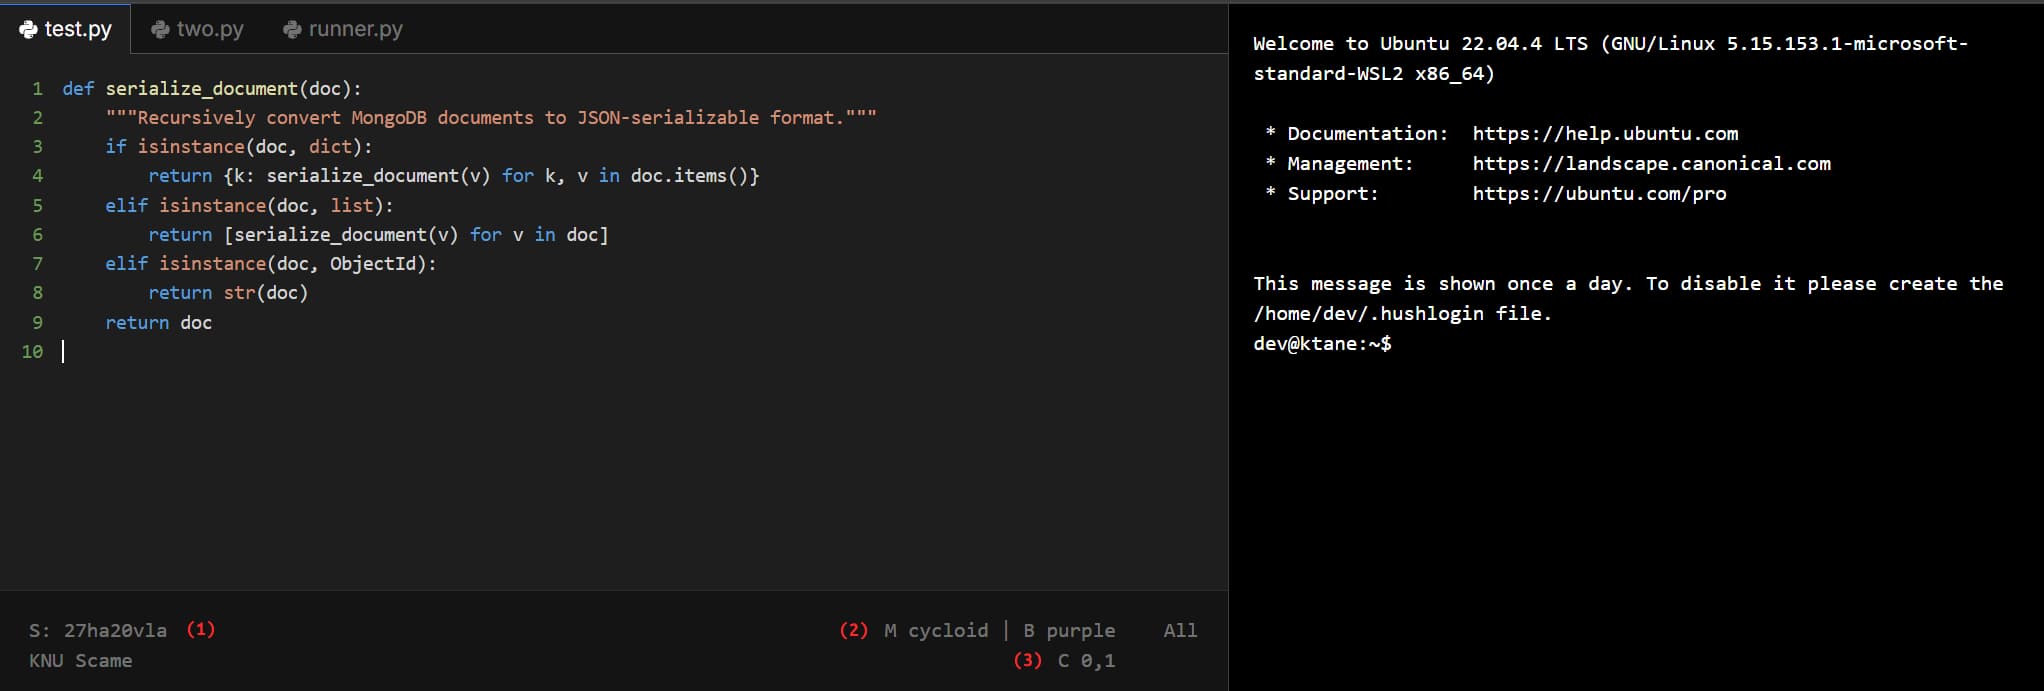 test.py two.py runner.py
1 def serialize_document(doc):
2     """Recursively convert MongoDB documents to JSON-serializable format."""
3     if isinstance(doc, dict):
4         return {k: serialize_document(v) for k, v in doc.items()}
5     elif isinstance(doc, list):
6         return [serialize_document(v) for v in doc]
7     elif isinstance(doc, ObjectId):
8         return str(doc)
9     return doc
10
S: 27ha20vla (1) (2) M cycloid | B purple All
KNU Scame (3) C 0,1
Welcome to Ubuntu 22.04.4 LTS (GNU/Linux 5.15.153.1-microsoft-
standard-WSL2 x86_64)
* Documentation: https://help.ubuntu.com
* Management: https://landscape.canonical.com
* Support: https://ubuntu.com/pro
This message is shown once a day. To disable it please create the
/home/dev/.hushlogin file.
dev@ktane:~$